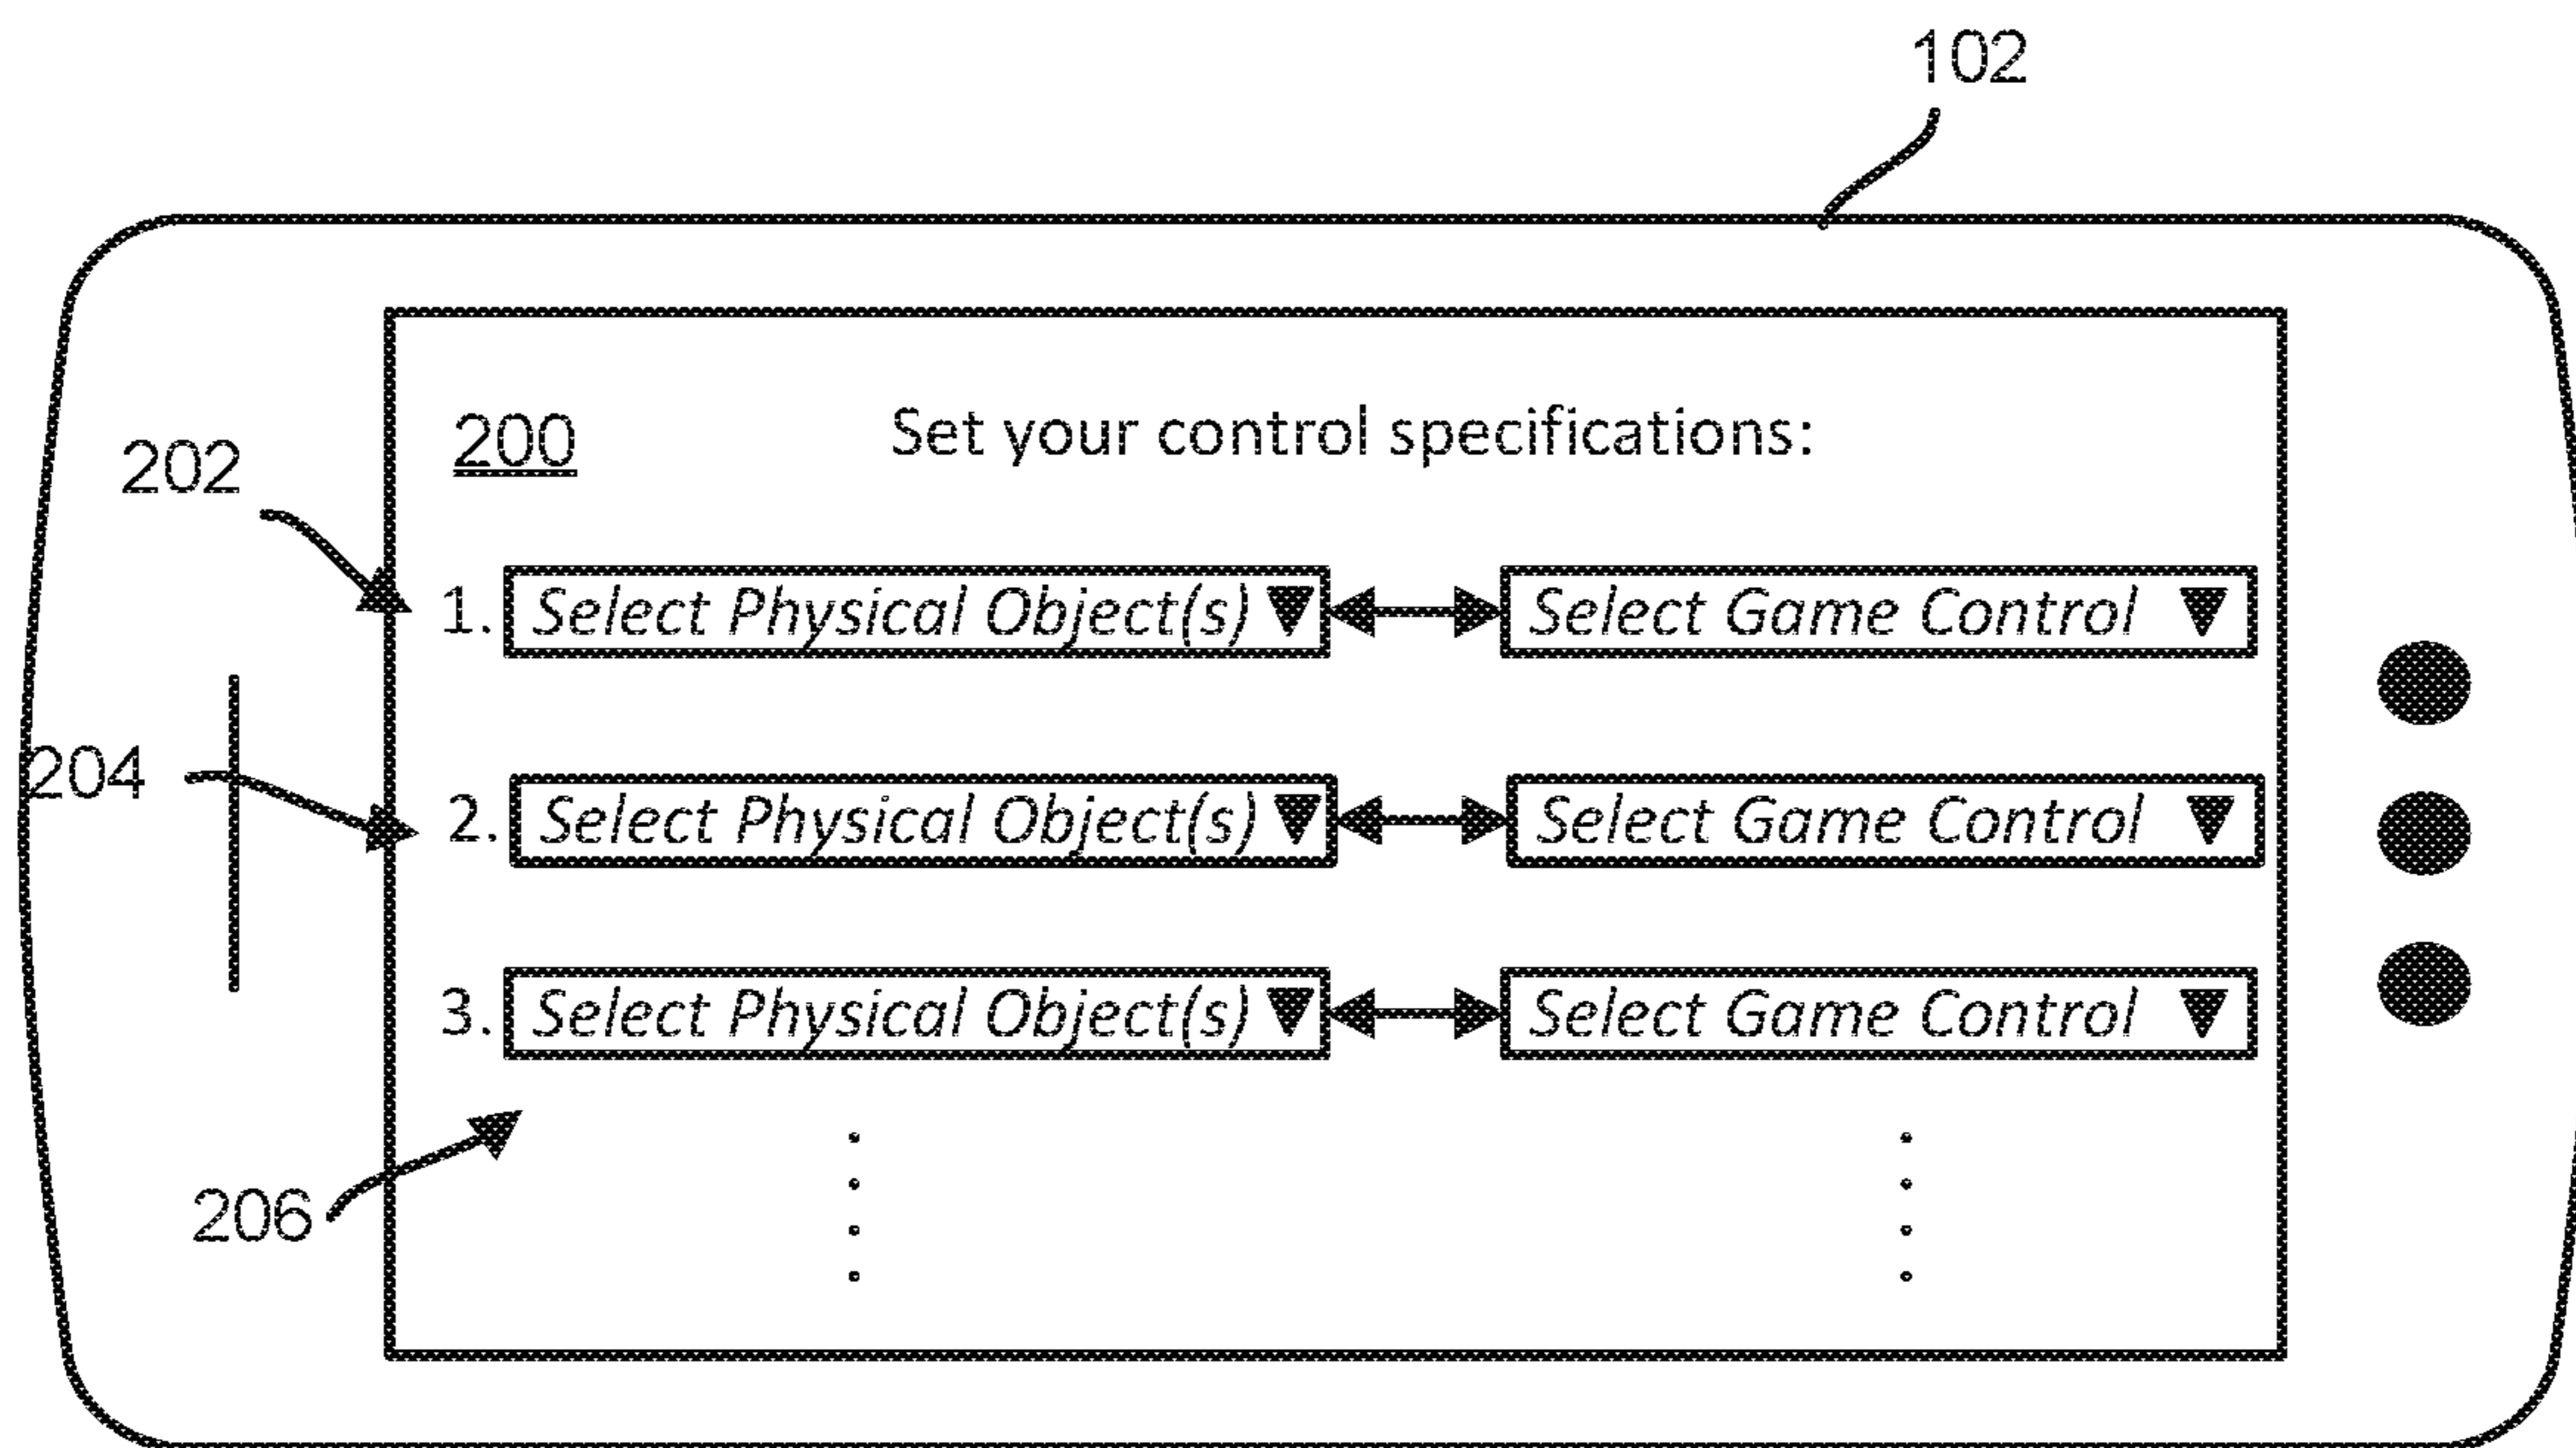 102
200 Set your control specifications:
202
1. Select Physical Object(s) Select Game Control
204
2. Select Physical Object(s) Select Game Control
3. Select Physical Object(s) Select Game Control
206